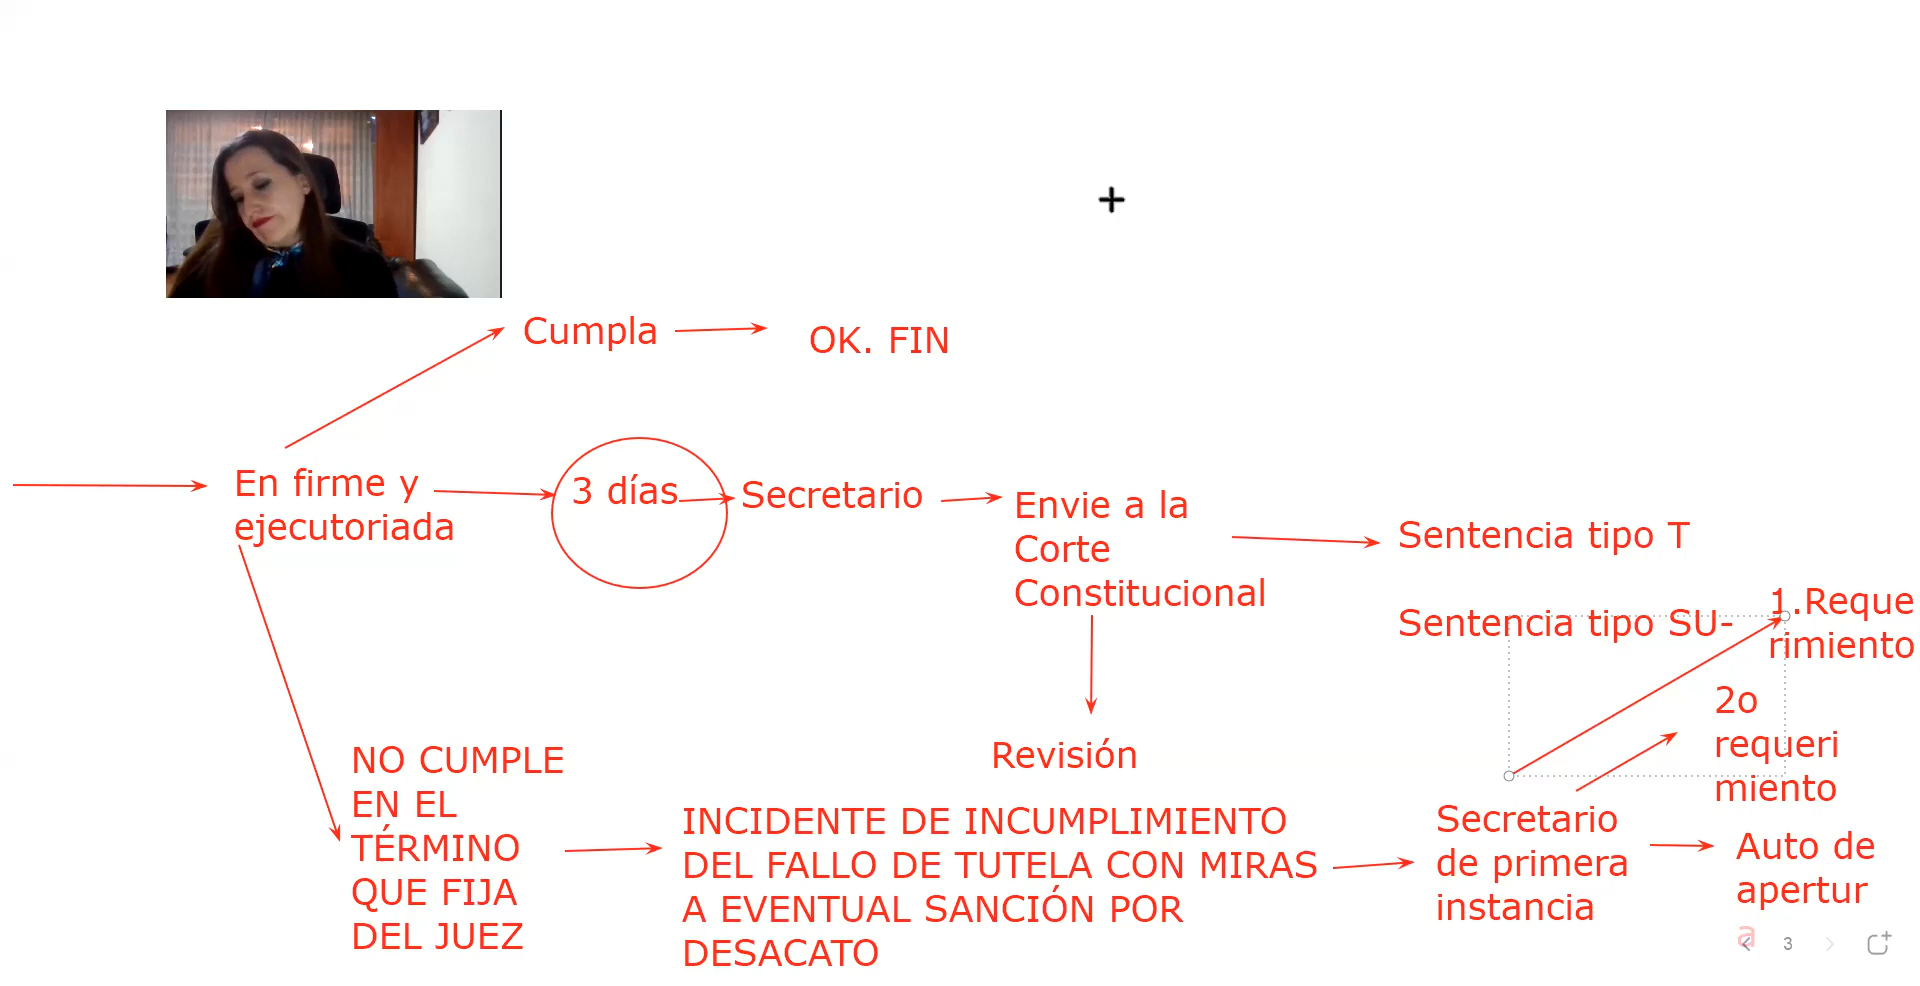 Cumpla
OK. FIN
En firme y
ejecutoriada
3 días
Secretario
Envie a la
Corte
Constitucional
Sentencia tipo T
Sentencia tipo SU-
1.Reque
rimiento
2o
requeri
miento
Revisión
NO CUMPLE
EN EL
TÉRMINO
QUE FIJA
DEL JUEZ
INCIDENTE DE INCUMPLIMIENTO
DEL FALLO DE TUTELA CON MIRAS
A EVENTUAL SANCIÓN POR
DESACATO
Secretario
de primera
instancia
Auto de
apertur
a
3